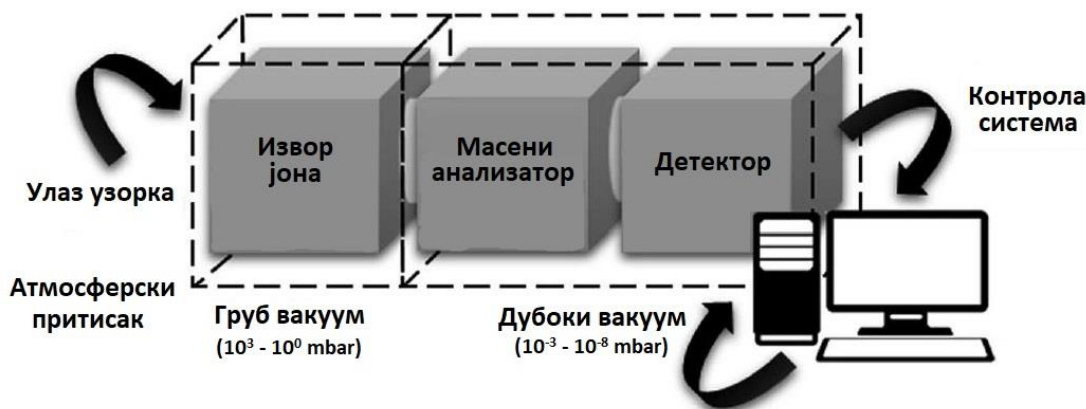 Улаз узорка
Извор
јона
Масени
анализатор
Детектор
Контрола
система
Атмосферски
притисак
Груб вакуум
(10³ - 10⁰ mbar)
Дубоки вакуум
(10⁻³ - 10⁻⁸ mbar)